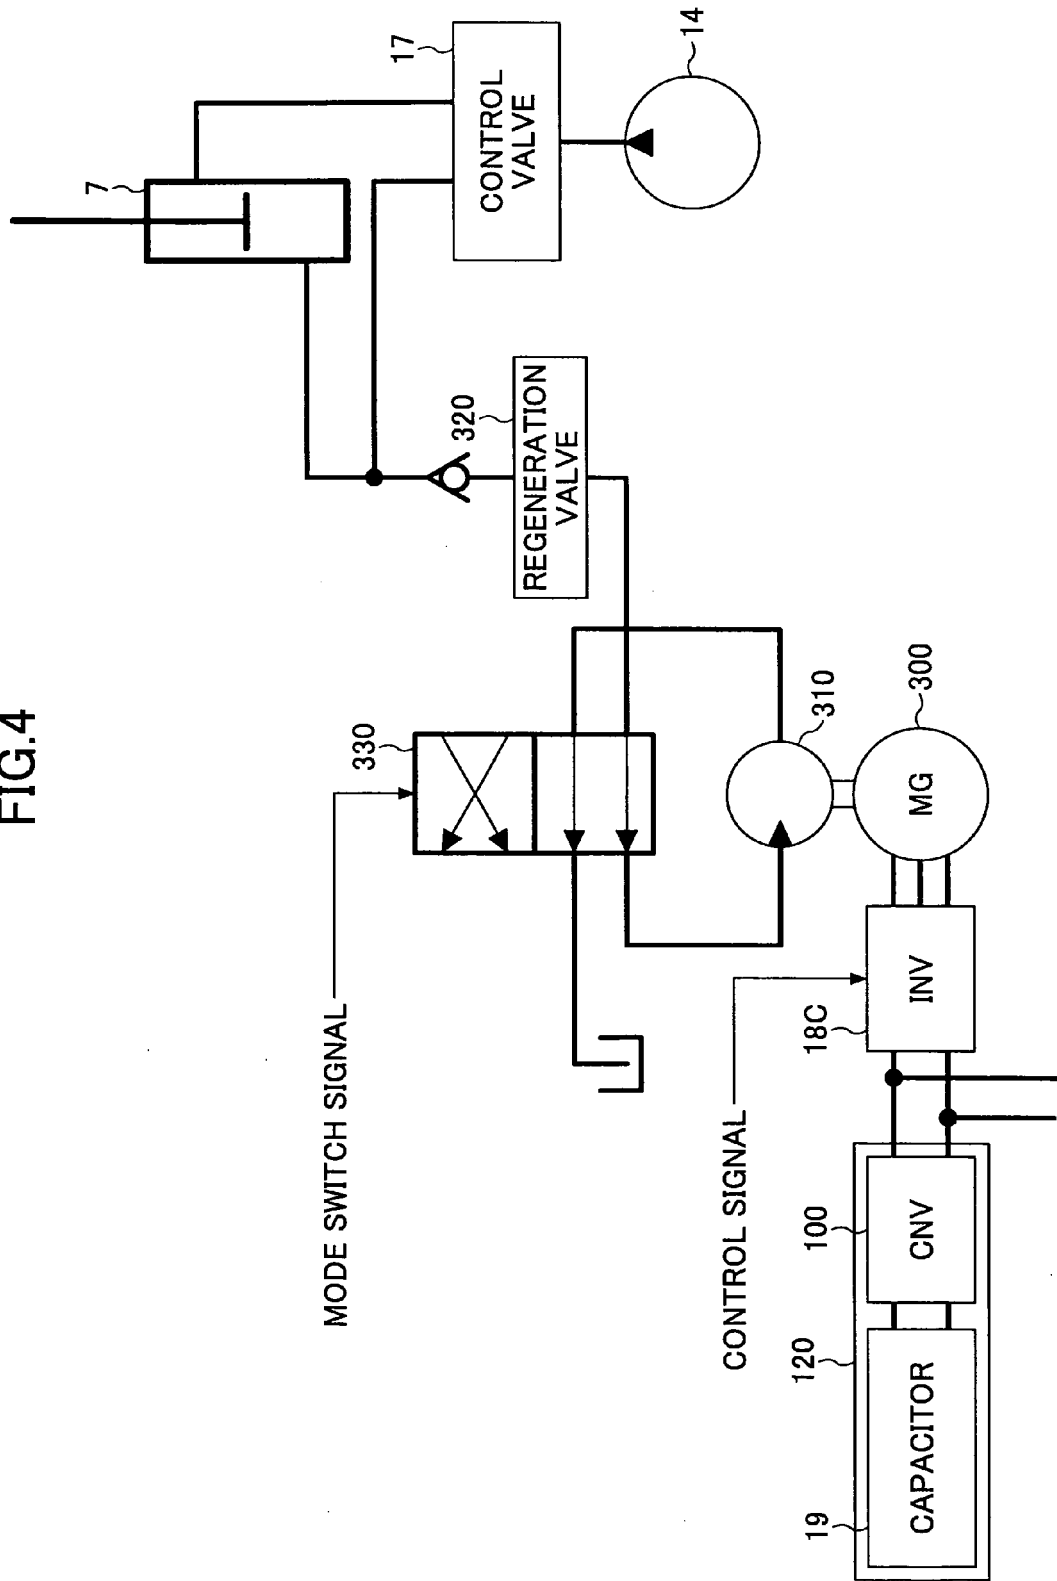 FIG.4
7
17
CONTROL
VALVE
14
320
REGENERATION
VALVE
330
MODE SWITCH SIGNAL
310
300
MG
CONTROL SIGNAL
18C
INV
120
100
CNV
19
CAPACITOR